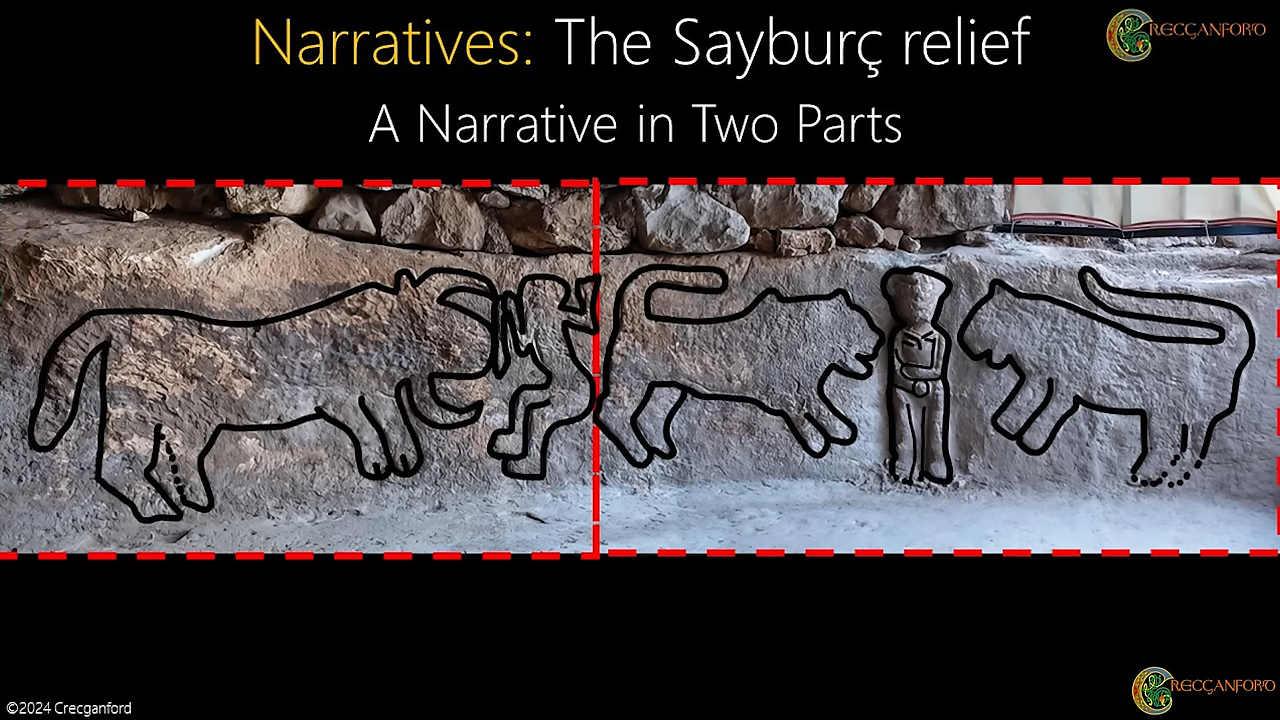 Narratives: The Sayburç relief
CRECGANFORD
A Narrative in Two Parts
©2024 Crecganford
CRECGANFORD